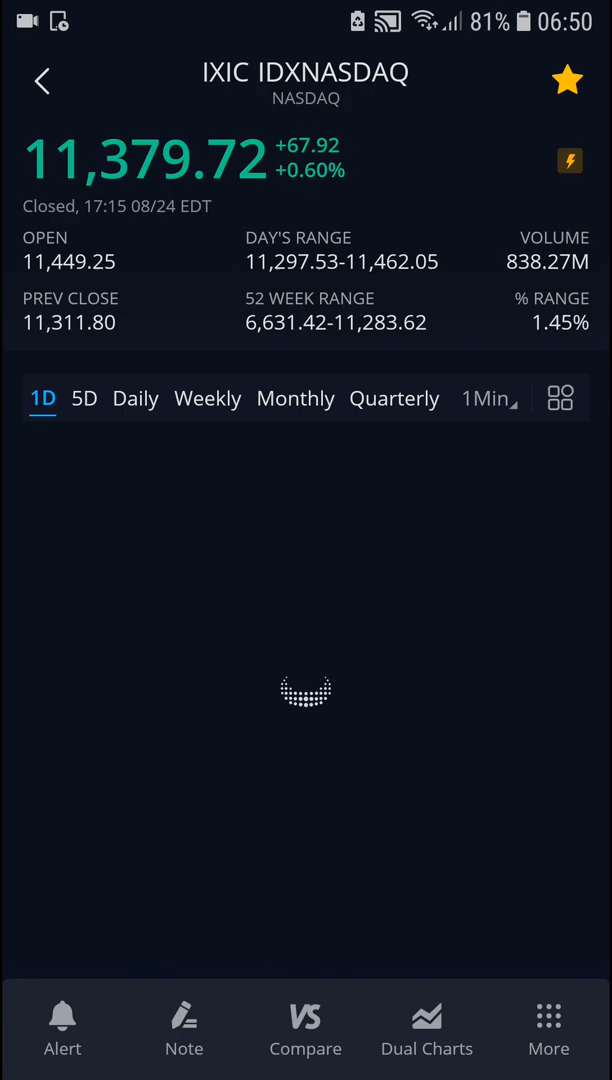 81% 06:50
IXIC IDXNASDAQ
NASDAQ
11,379.72 +67.92
+0.60%
Closed, 17:15 08/24 EDT
OPEN DAY'S RANGE VOLUME
11,449.25 11,297.53-11,462.05 838.27M
PREV CLOSE 52 WEEK RANGE % RANGE
11,311.80 6,631.42-11,283.62 1.45%
1D 5D Daily Weekly Monthly Quarterly 1Min
VS
Alert Note Compare Dual Charts More